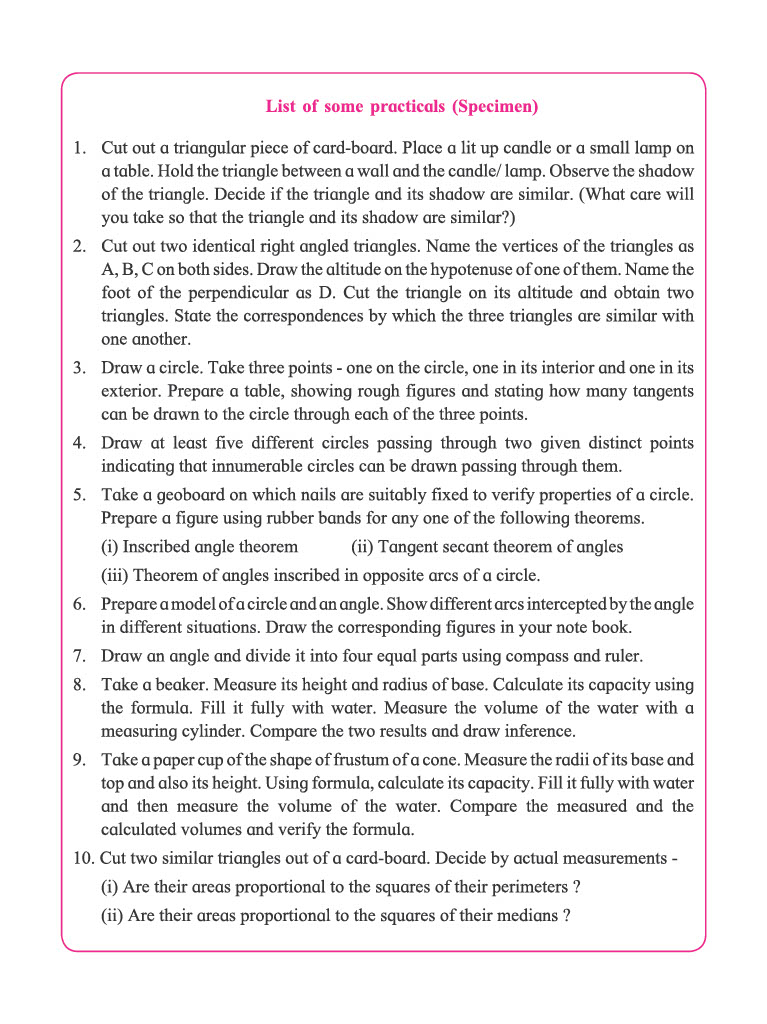 List of some practicals (Specimen)
1. Cut out a triangular piece of card-board. Place a lit up candle or a small lamp on
a table. Hold the triangle between a wall and the candle/ lamp. Observe the shadow
of the triangle. Decide if the triangle and its shadow are similar. (What care will
you take so that the triangle and its shadow are similar?)
2. Cut out two identical right angled triangles. Name the vertices of the triangles as
A, B, C on both sides. Draw the altitude on the hypotenuse of one of them. Name the
foot of the perpendicular as D. Cut the triangle on its altitude and obtain two
triangles. State the correspondences by which the three triangles are similar with
one another.
3. Draw a circle. Take three points - one on the circle, one in its interior and one in its
exterior. Prepare a table, showing rough figures and stating how many tangents
can be drawn to the circle through each of the three points.
4. Draw at least five different circles passing through two given distinct points
indicating that innumerable circles can be drawn passing through them.
5. Take a geoboard on which nails are suitably fixed to verify properties of a circle.
Prepare a figure using rubber bands for any one of the following theorems.
(i) Inscribed angle theorem (ii) Tangent secant theorem of angles
(iii) Theorem of angles inscribed in opposite arcs of a circle.
6. Prepare a model of a circle and an angle. Show different arcs intercepted by the angle
in different situations. Draw the corresponding figures in your note book.
7. Draw an angle and divide it into four equal parts using compass and ruler.
8. Take a beaker. Measure its height and radius of base. Calculate its capacity using
the formula. Fill it fully with water. Measure the volume of the water with a
measuring cylinder. Compare the two results and draw inference.
9. Take a paper cup of the shape of frustum of a cone. Measure the radii of its base and
top and also its height. Using formula, calculate its capacity. Fill it fully with water
and then measure the volume of the water. Compare the measured and the
calculated volumes and verify the formula.
10. Cut two similar triangles out of a card-board. Decide by actual measurements -
(i) Are their areas proportional to the squares of their perimeters ?
(ii) Are their areas proportional to the squares of their medians ?